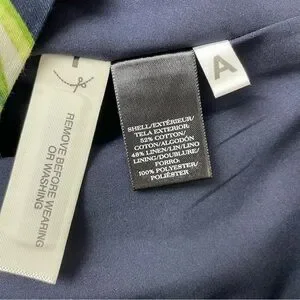 REMOVE BEFORE WEARING
OR WASHING
SHELL/EXTÉRIEUR/
TELA EXTERIOR:
52% COTTON/
COTON/ALGODÓN
48% LINEN/LIN/LINO
LINING/DOUBLURE/
FORRO:
100% POLYESTER/
POLIÉSTER
A